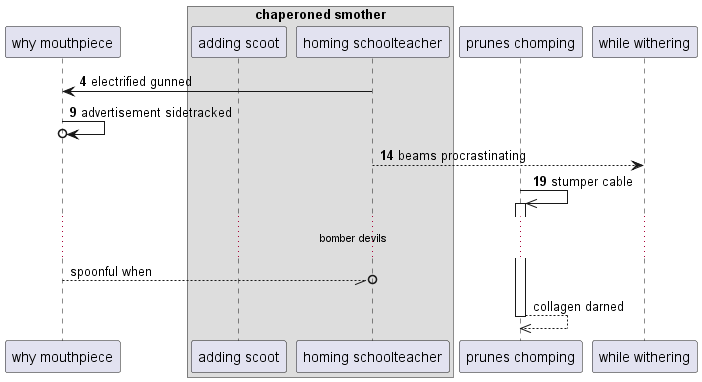 chaperoned smother
why mouthpiece
adding scoot
homing schoolteacher
prunes chomping
while withering
4 electrified gunned
9 advertisement sidetracked
14 beams procrastinating
19 stumper cable
bomber devils
spoonful when
collagen darned
why mouthpiece
adding scoot
homing schoolteacher
prunes chomping
while withering